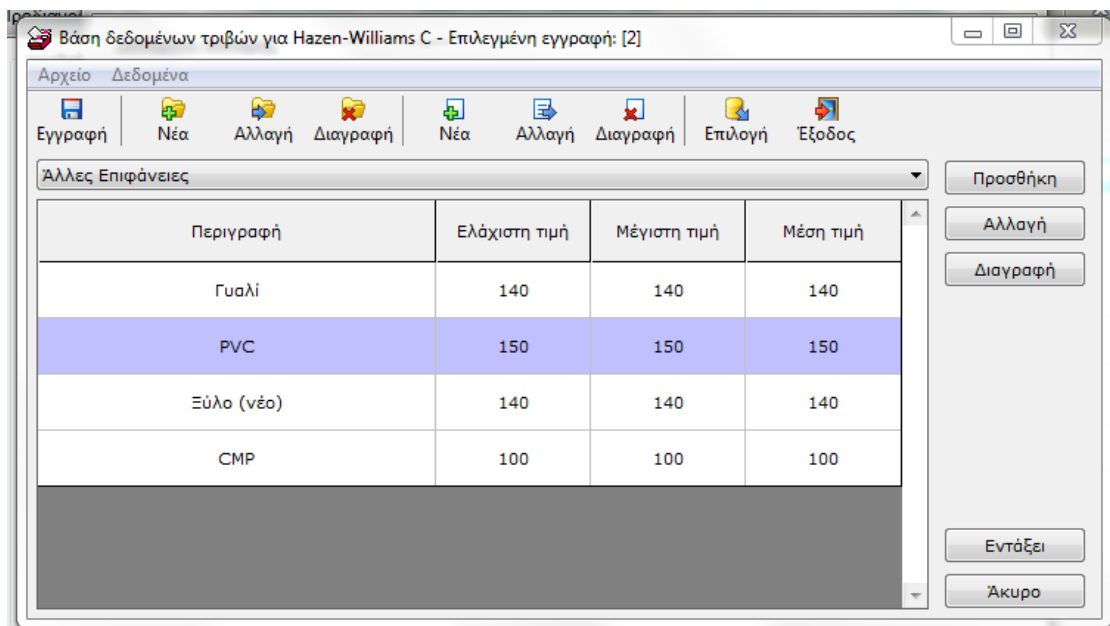 Βάση δεδομένων τριβών για Hazen-Williams C - Επιλεγμένη εγγραφή: [2]
Αρχείο Δεδομένα
Εγγραφή Νέα Αλλαγή Διαγραφή Νέα Αλλαγή Διαγραφή Επιλογή Έξοδος
Άλλες Επιφάνειες Προσθήκη
Περιγραφή Ελάχιστη τιμή Μέγιστη τιμή Μέση τιμή Αλλαγή
Διαγραφή
Γυαλί 140 140 140
PVC 150 150 150
Ξύλο (νέο) 140 140 140
CMP 100 100 100
Εντάξει
Άκυρο